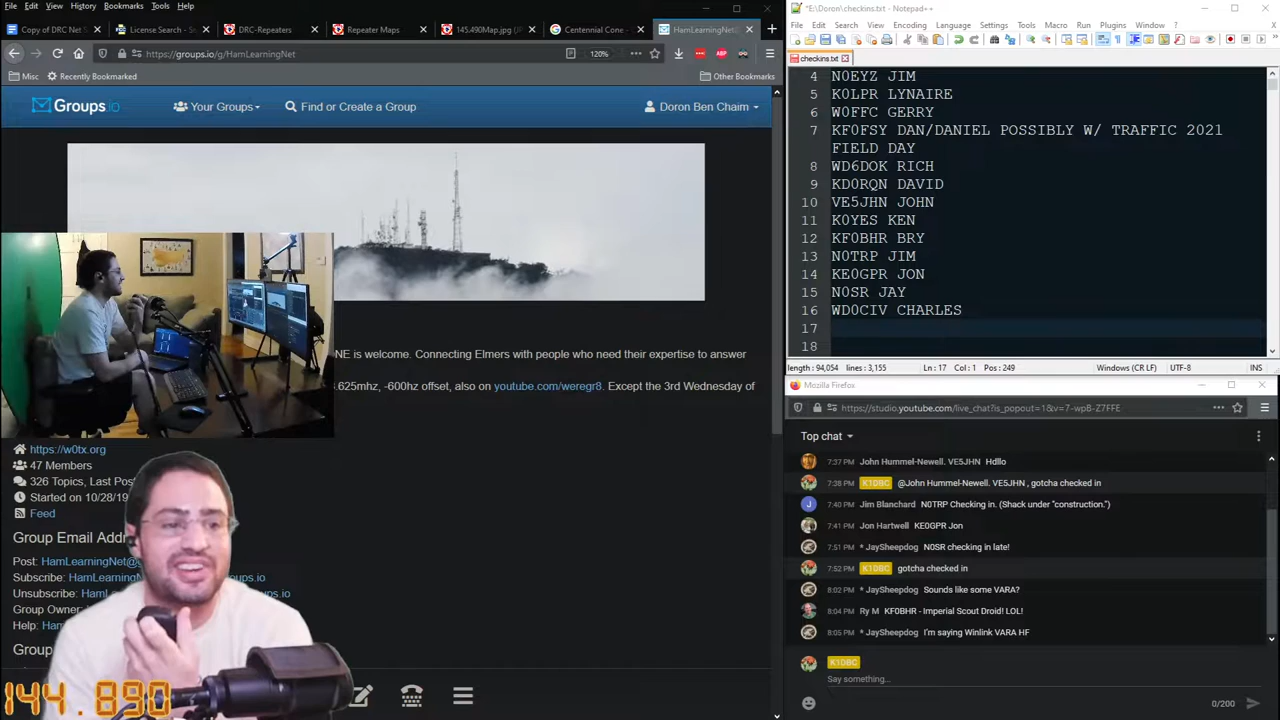 File Edit View History Bookmarks Tools Help
Copy of DRC Net
License Search - Sy
DRC-Repeaters
Repeater Maps
145.490Map.jpg (
Centennial Cone -
HamLearningNet
https://groups.io/g/HamLearningNet
120%
Misc
Recently Bookmarked
Other Bookmarks
Groups.io
Your Groups
Find or Create a Group
Doron Ben Chaim
NE is welcome. Connecting Elmers with people who need their expertise to answer
.625mhz, -600hz offset, also on youtube.com/weregr8. Except the 3rd Wednesday of
https://w0tx.org
47 Members
326 Topics, Last Pos
Started on 10/28/19
Feed
Group Email Addr
Post: HamLearningNet@
Subscribe: HamLearningNe
oups.io
Unsubscribe: HamLe
ups.io
Group Owner:
Help: Ham
Group
144.890
*E:\Doron\checkins.txt - Notepad++
File Edit Search View Encoding Language Settings Tools Macro Run Plugins Window ?
checkins.txt
4 N0EYZ JIM
5 K0LPR LYNAIRE
6 W0FFC GERRY
7 KF0FSY DAN/DANIEL POSSIBLY W/ TRAFFIC 2021
FIELD DAY
8 WD6DOK RICH
9 KD0RQN DAVID
10 VE5JHN JOHN
11 K0YES KEN
12 KF0BHR BRY
13 N0TRP JIM
14 KE0GPR JON
15 N0SR JAY
16 WD0CIV CHARLES
17
18
length : 94,054 lines : 3,155
Ln : 17 Col : 1 Pos : 249
Windows (CR LF)
UTF-8
INS
Mozilla Firefox
https://studio.youtube.com/live_chat?is_popout=1&v=7-wpB-Z7FFE
Top chat
7:37 PM John Hummel-Newell. VE5JHN Hdllo
7:38 PM K1DBC @John Hummel-Newell. VE5JHN , gotcha checked in
7:40 PM Jim Blanchard N0TRP Checking in. (Shack under "construction.")
7:41 PM Jon Hartwell KE0GPR Jon
7:51 PM * JaySheepdog N0SR checking in late!
7:52 PM K1DBC gotcha checked in
8:02 PM * JaySheepdog Sounds like some VARA?
8:04 PM Ry M KF0BHR - Imperial Scout Droid! LOL!
8:05 PM * JaySheepdog I'm saying Winlink VARA HF
K1DBC
Say something...
0/200